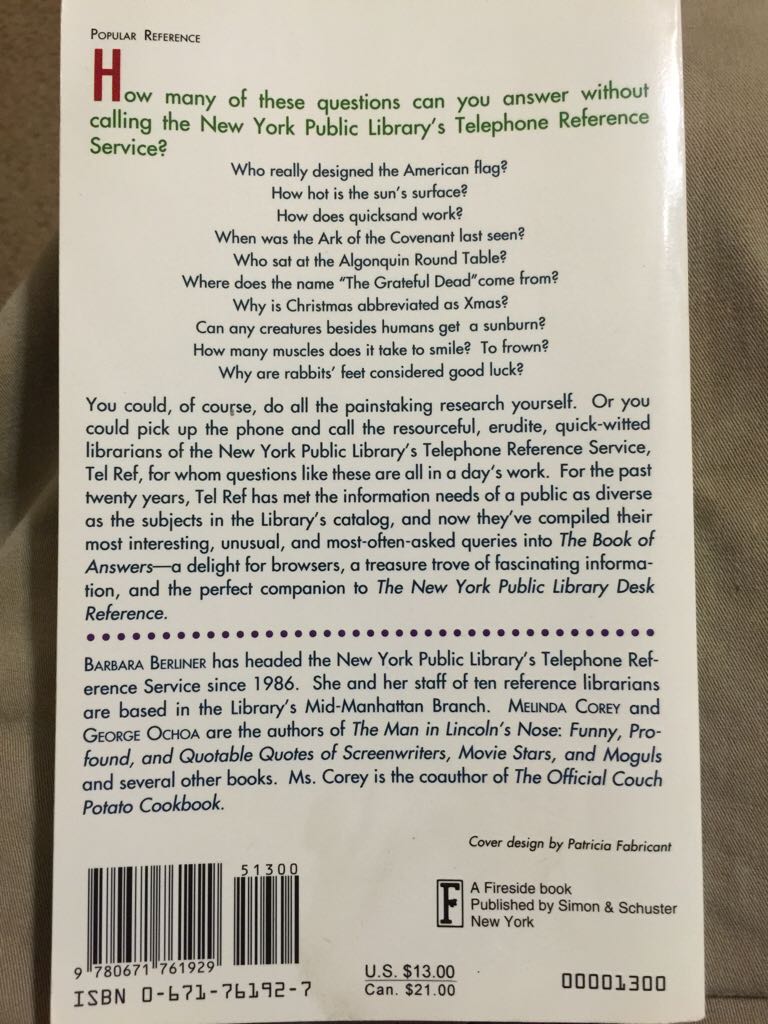 POPULAR REFERENCE
How many of these questions can you answer without
calling the New York Public Library's Telephone Reference
Service?
Who really designed the American flag?
How hot is the sun's surface?
How does quicksand work?
When was the Ark of the Covenant last seen?
Who sat at the Algonquin Round Table?
Where does the name "The Grateful Dead"come from?
Why is Christmas abbreviated as Xmas?
Can any creatures besides humans get a sunburn?
How many muscles does it take to smile? To frown?
Why are rabbits' feet considered good luck?
You could, of course, do all the painstaking research yourself. Or you
could pick up the phone and call the resourceful, erudite, quick-witted
librarians of the New York Public Library's Telephone Reference Service,
Tel Ref, for whom questions like these are all in a day's work. For the past
twenty years, Tel Ref has met the information needs of a public as diverse
as the subjects in the Library's catalog, and now they've compiled their
most interesting, unusual, and most-often-asked queries into The Book of
Answers—a delight for browsers, a treasure trove of fascinating informa-
tion, and the perfect companion to The New York Public Library Desk
Reference.
BARBARA BERLINER has headed the New York Public Library's Telephone Ref-
erence Service since 1986. She and her staff of ten reference librarians
are based in the Library's Mid-Manhattan Branch. MELINDA COREY and
GEORGE OCHOA are the authors of The Man in Lincoln's Nose: Funny, Pro-
found, and Quotable Quotes of Screenwriters, Movie Stars, and Moguls
and several other books. Ms. Corey is the coauthor of The Official Couch
Potato Cookbook.
Cover design by Patricia Fabricant
51300
9 780671 761929
ISBN 0-671-76192-7
U.S. $13.00
Can. $21.00
F
A Fireside book
Published by Simon & Schuster
New York
00001300